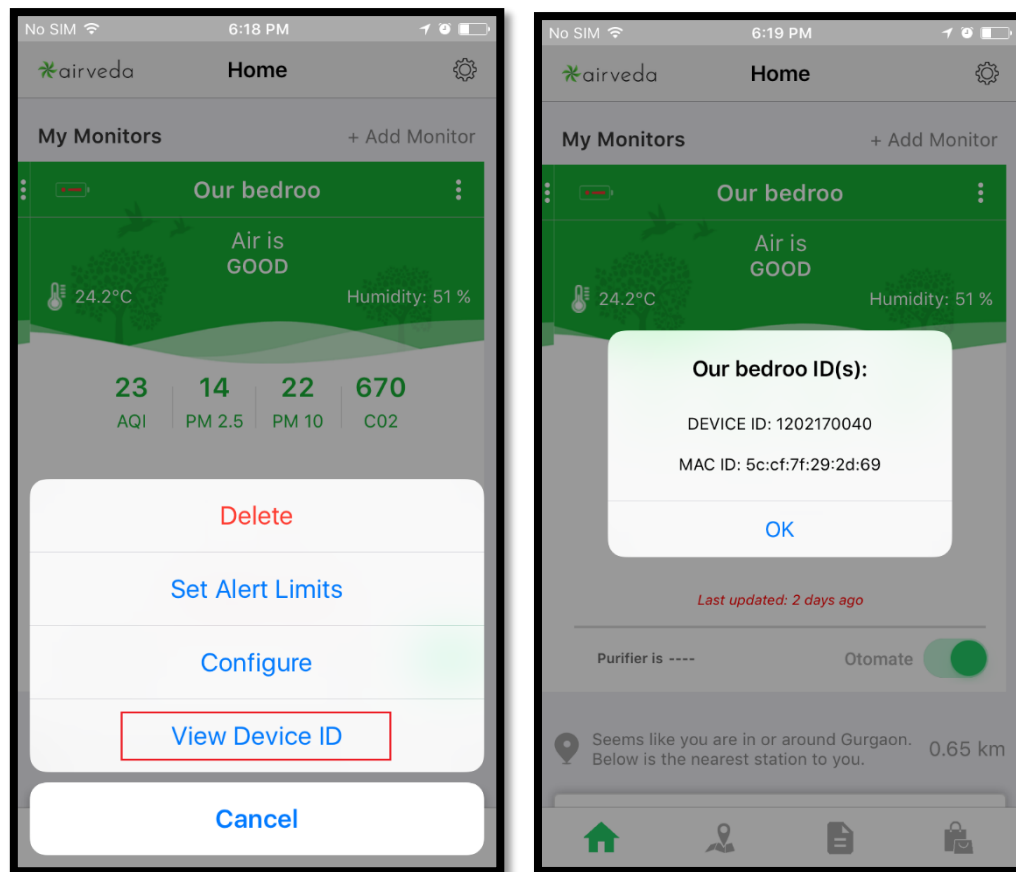 No SIM 6:18 PM
airveda Home
My Monitors + Add Monitor
Our bedroo
Air is
GOOD
24.2°C Humidity: 51 %
23 14 22 670
AQI PM 2.5 PM 10 C02
Delete
Set Alert Limits
Configure
View Device ID
Cancel
No SIM 6:19 PM
airveda Home
My Monitors + Add Monitor
Our bedroo
Air is
GOOD
24.2°C Humidity: 51 %
Our bedroo ID(s):
DEVICE ID: 1202170040
MAC ID: 5c:cf:7f:29:2d:69
OK
Last updated: 2 days ago
Purifier is ---- Otomate
Seems like you are in or around Gurgaon. 0.65 km
Below is the nearest station to you.